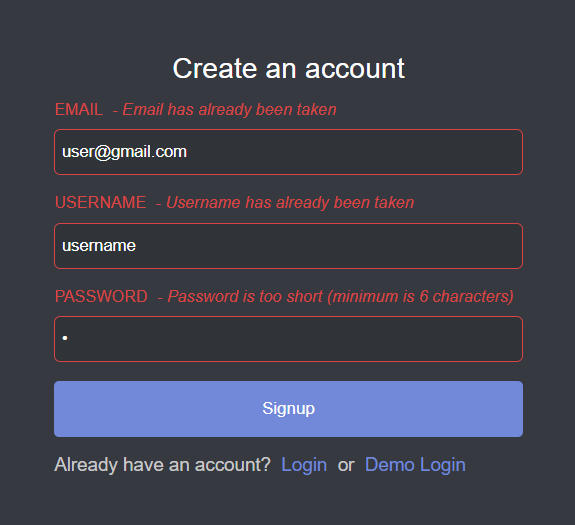 Create an account
EMAIL - Email has already been taken
user@gmail.com
USERNAME - Username has already been taken
username
PASSWORD - Password is too short (minimum is 6 characters)
•
Signup
Already have an account? Login or Demo Login